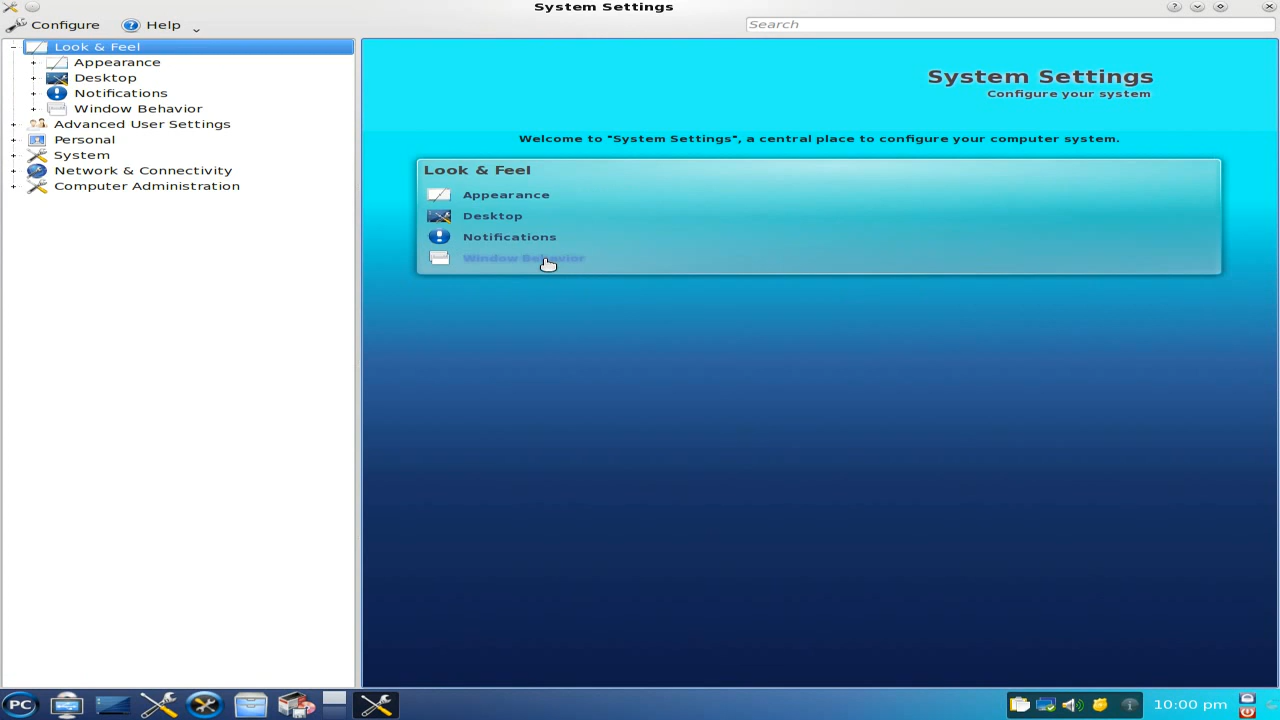 System Settings
Configure
Help
Search
Look & Feel
Appearance
Desktop
Notifications
Window Behavior
Advanced User Settings
Personal
System
Network & Connectivity
Computer Administration
System Settings
Configure your system
Welcome to "System Settings", a central place to configure your computer system.
Look & Feel
Appearance
Desktop
Notifications
Window Behavior
PC
10:00 pm